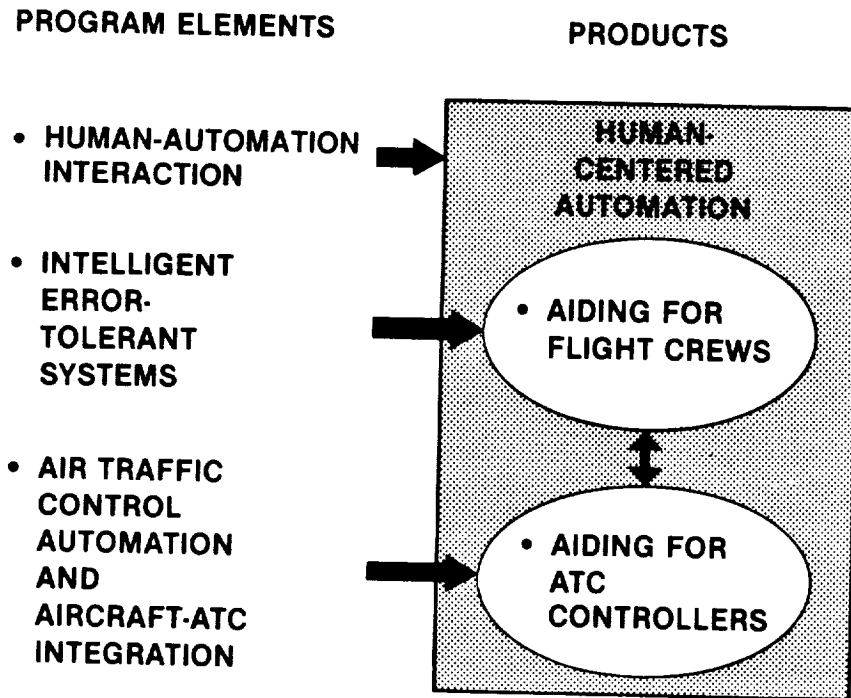 PROGRAM ELEMENTS
PRODUCTS
• HUMAN-AUTOMATION
INTERACTION
• INTELLIGENT
ERROR-
TOLERANT
SYSTEMS
• AIR TRAFFIC
CONTROL
AUTOMATION
AND
AIRCRAFT-ATC
INTEGRATION
HUMAN-
CENTERED
AUTOMATION
• AIDING FOR
FLIGHT CREWS
• AIDING FOR
ATC
CONTROLLERS